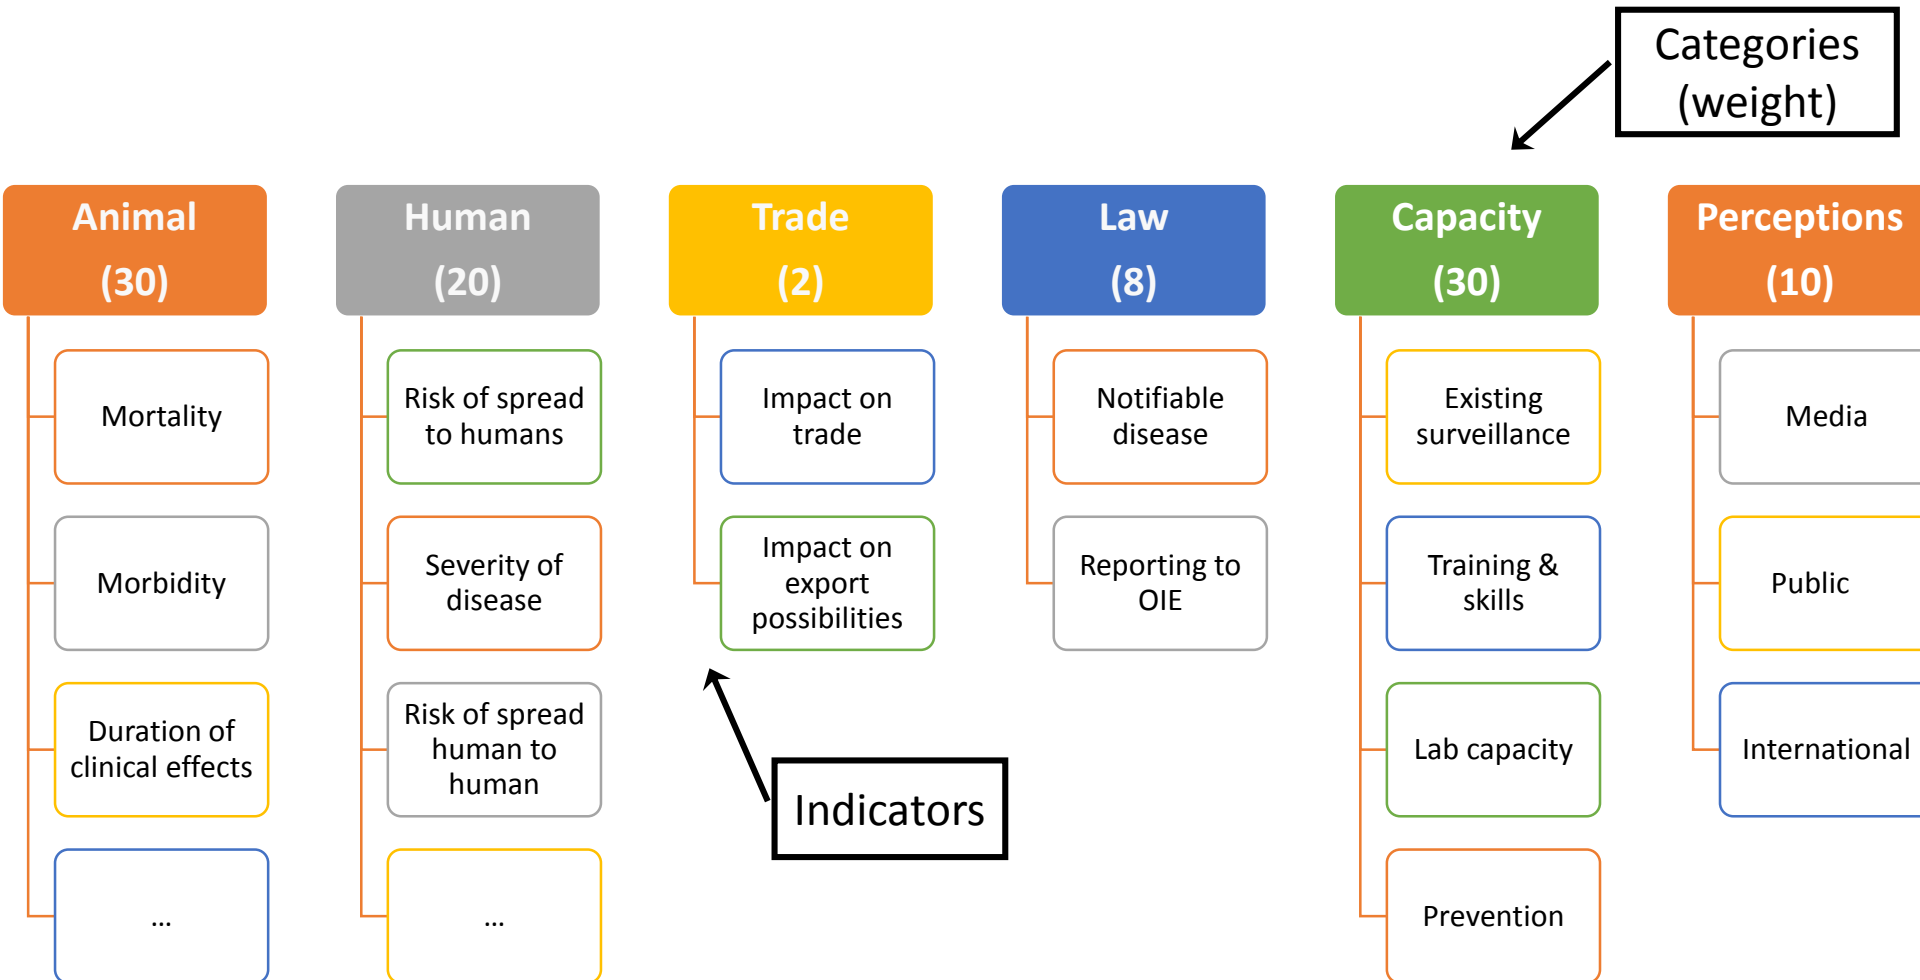 Categories
(weight)
Animal
(30)
Human
(20)
Trade
(2)
Law
(8)
Capacity
(30)
Perceptions
(10)
Mortality
Morbidity
Duration of
clinical effects
...
Risk of spread
to humans
Severity of
disease
Risk of spread
human to
human
...
Impact on
trade
Impact on
export
possibilities
Notifiable
disease
Reporting to
OIE
Existing
surveillance
Training &
skills
Lab capacity
Prevention
Media
Public
International
Indicators